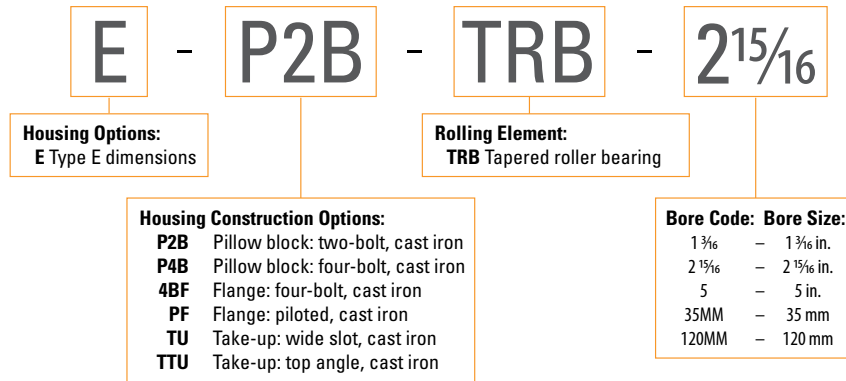 E - P2B - TRB - 2 15/16
Housing Options:
E Type E dimensions
Rolling Element:
TRB Tapered roller bearing
Housing Construction Options:
P2B Pillow block: two-bolt, cast iron
P4B Pillow block: four-bolt, cast iron
4BF Flange: four-bolt, cast iron
PF Flange: piloted, cast iron
TU Take-up: wide slot, cast iron
TTU Take-up: top angle, cast iron
Bore Code: Bore Size:
1 3/16 – 1 3/16 in.
2 15/16 – 2 15/16 in.
5 – 5 in.
35MM – 35 mm
120MM – 120 mm